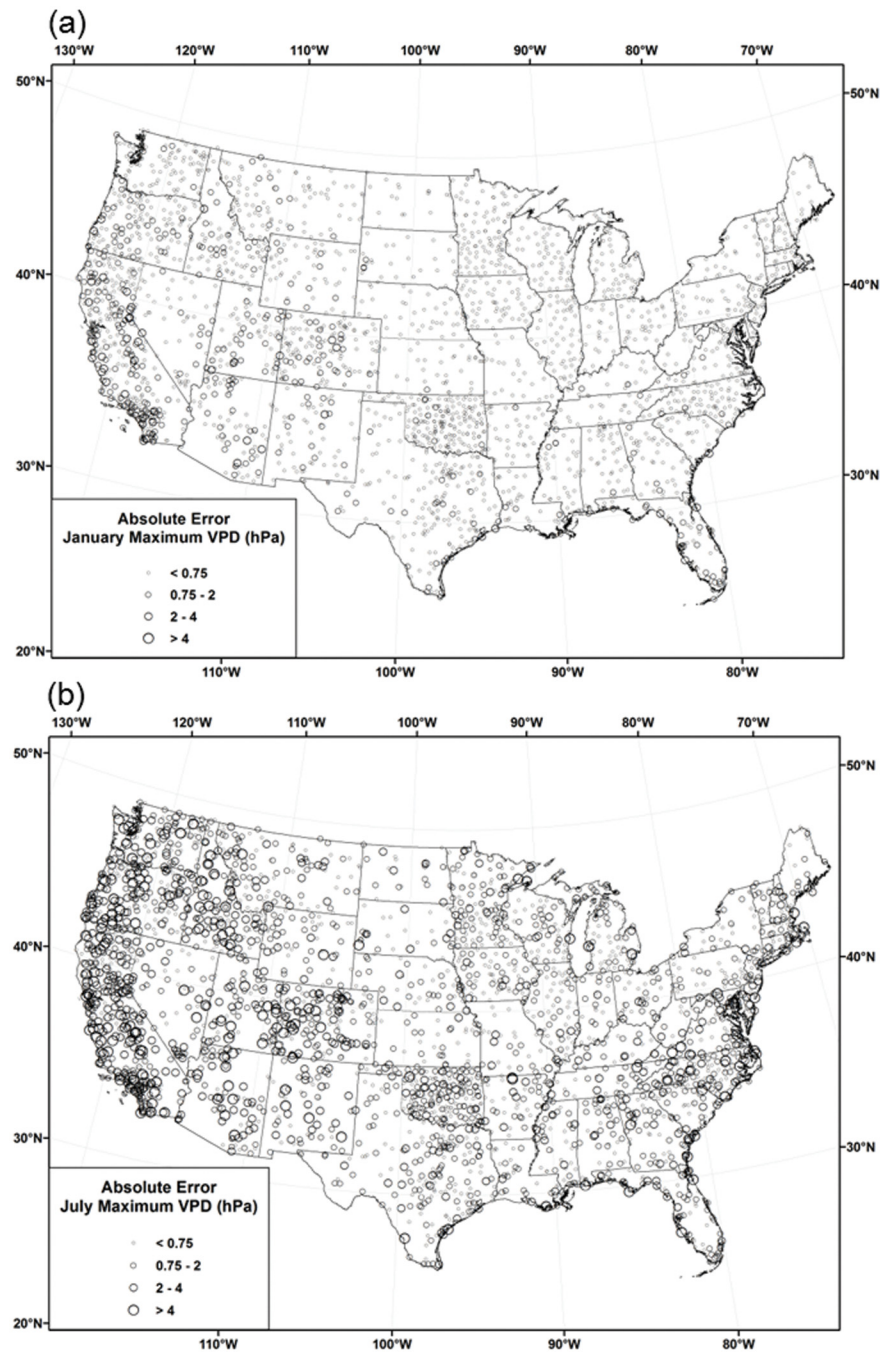 (a)
130°W 120°W 110°W 100°W 90°W 80°W 70°W
50°N 50°N
40°N 40°N
30°N 30°N
20°N
Absolute Error
January Maximum VPD (hPa)
< 0.75
0.75 - 2
2 - 4
> 4
110°W 100°W 90°W 80°W
(b)
130°W 120°W 110°W 100°W 90°W 80°W 70°W
50°N 50°N
40°N 40°N
30°N 30°N
20°N
Absolute Error
July Maximum VPD (hPa)
< 0.75
0.75 - 2
2 - 4
> 4
110°W 100°W 90°W 80°W